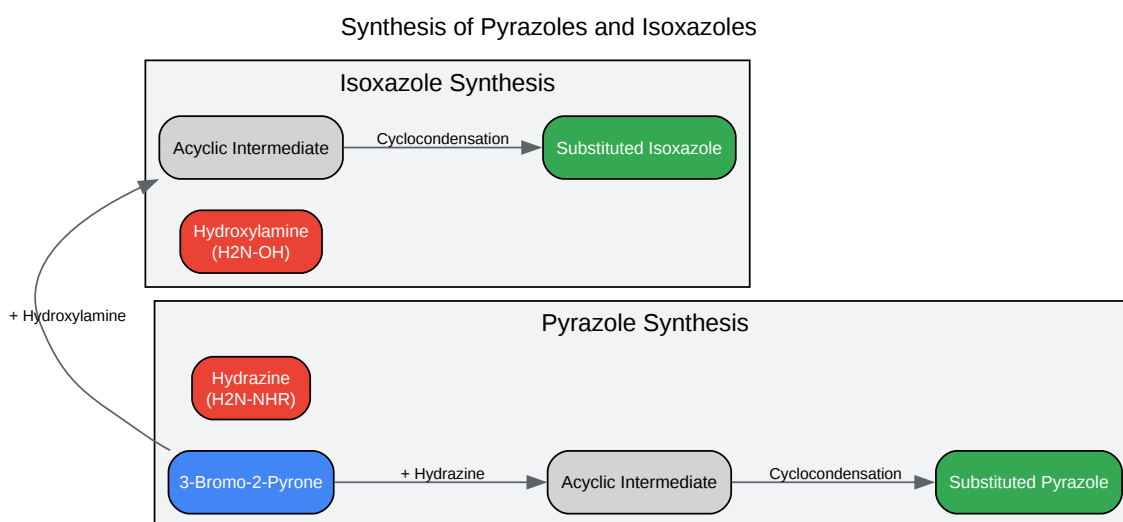 Synthesis of Pyrazoles and Isoxazoles
Isoxazole Synthesis
Acyclic Intermediate
Cyclocondensation
Substituted Isoxazole
Hydroxylamine
(H2N-OH)
+ Hydroxylamine
Pyrazole Synthesis
Hydrazine
(H2N-NHR)
3-Bromo-2-Pyrone
+ Hydrazine
Acyclic Intermediate
Cyclocondensation
Substituted Pyrazole